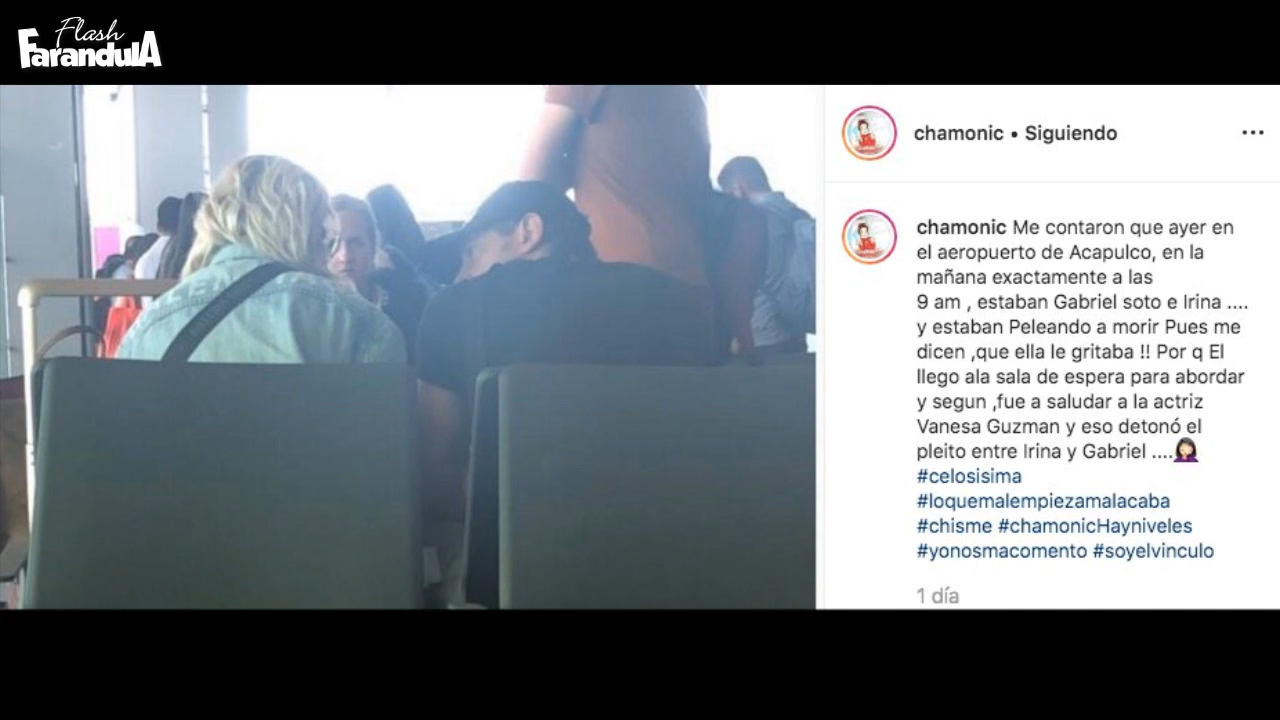 Flash
FarandulA
chamonic • Siguiendo
chamonic Me contaron que ayer en
el aeropuerto de Acapulco, en la
mañana exactamente a las
9 am , estaban Gabriel soto e Irina ....
y estaban Peleando a morir Pues me
dicen ,que ella le gritaba !! Por q El
llego ala sala de espera para abordar
y segun ,fue a saludar a la actriz
Vanesa Guzman y eso detonó el
pleito entre Irina y Gabriel ....🤦🏻‍♀️
#celosisima
#loquemalempiezamalacaba
#chisme #chamonicHayniveles
#yonosmacomento #soyelvinculo
1 día